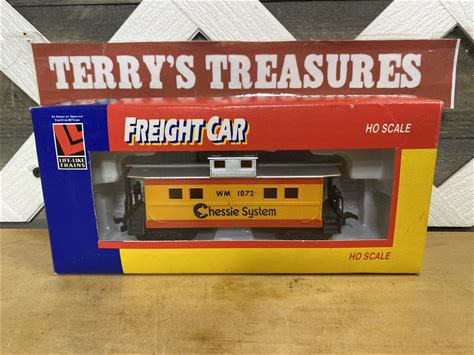 TERRY'S TREASURES
FREIGHT CAR
HO SCALE
LIFE-LIKE
TRAINS
WM 1872
Chessie System
HO SCALE